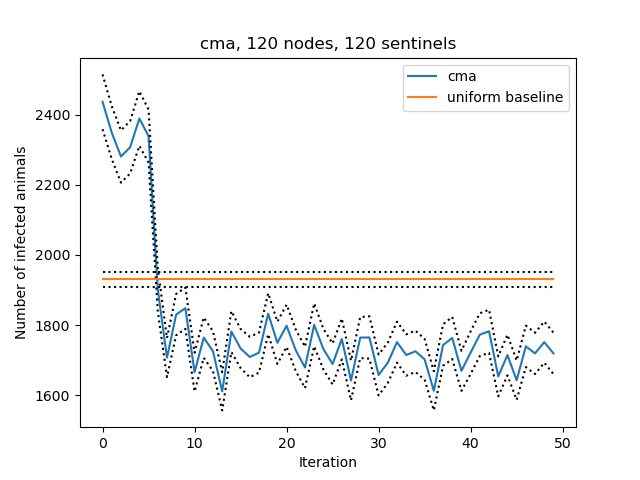 cma, 120 nodes, 120 sentinels
cma
uniform baseline
Number of infected animals
2400
2200
2000
1800
1600
0 10 20 30 40 50
Iteration